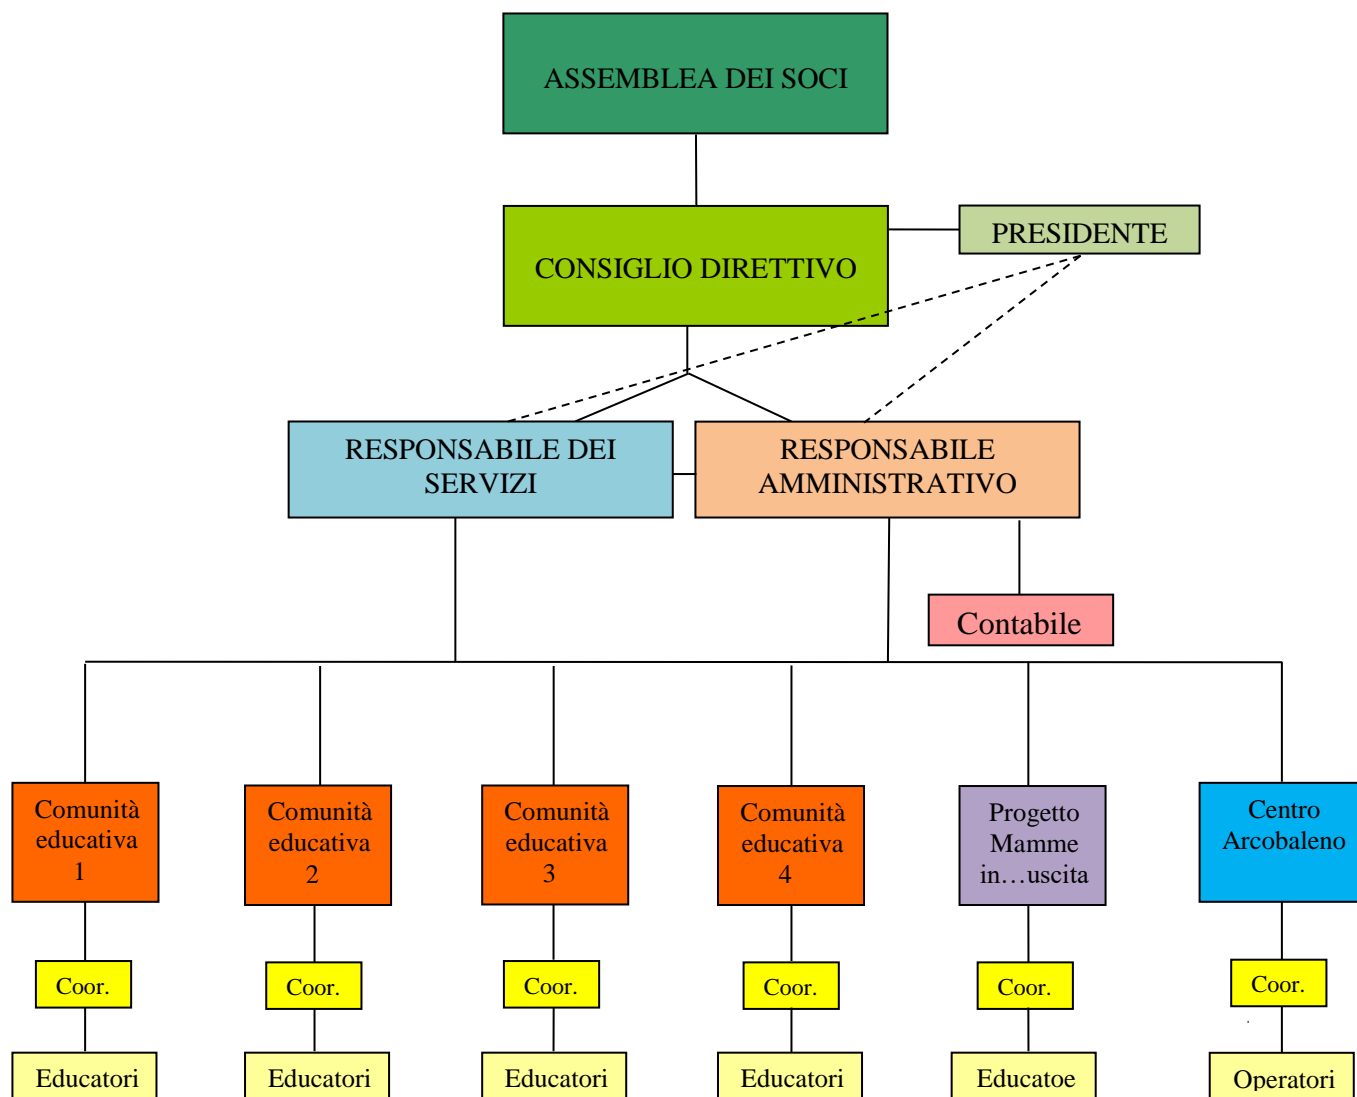 ASSEMBLEA DEI SOCI
CONSIGLIO DIRETTIVO
PRESIDENTE
RESPONSABILE DEI
SERVIZI
RESPONSABILE
AMMINISTRATIVO
Contabile
Comunità
educativa
1
Comunità
educativa
2
Comunità
educativa
3
Comunità
educativa
4
Progetto
Mamme
in…uscita
Centro
Arcobaleno
Coor.
Coor.
Coor.
Coor.
Coor.
Coor.
Educatori
Educatori
Educatori
Educatori
Educatoe
Operatori